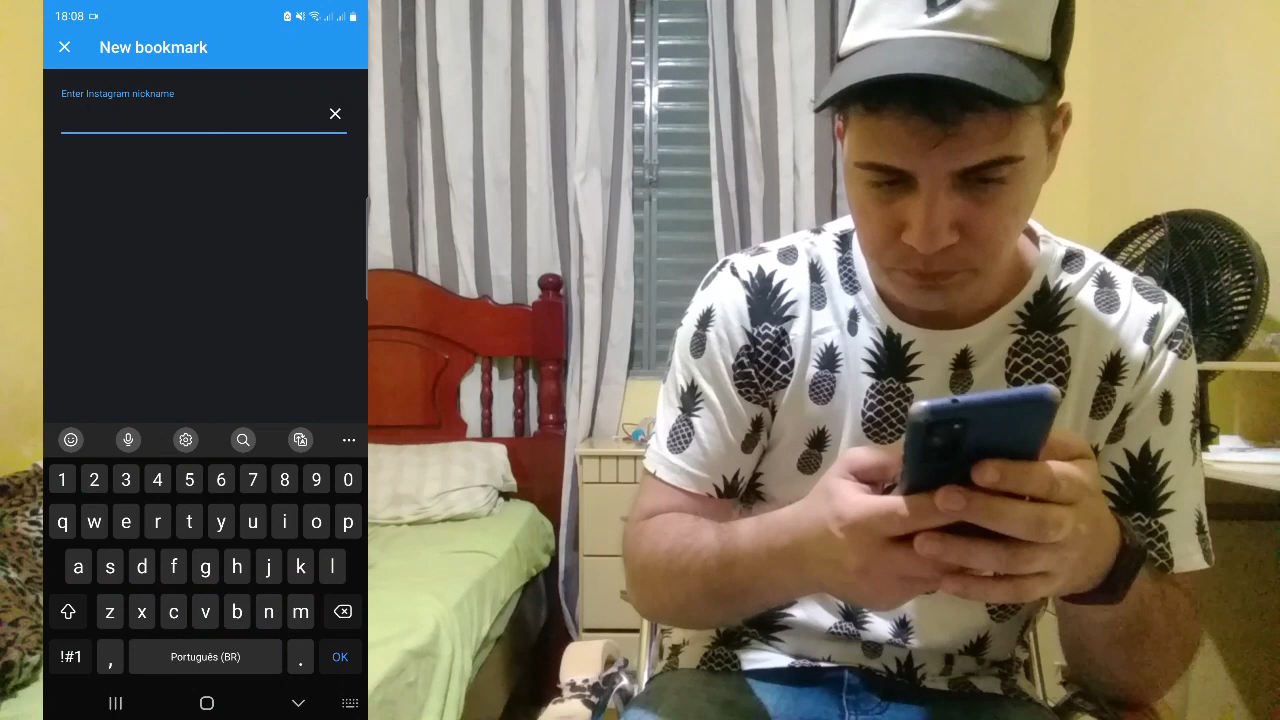 18:08
New bookmark
Enter Instagram nickname
1 2 3 4 5 6 7 8 9 0
q w e r t y u i o p
a s d f g h j k l
z x c v b n m
!#1 , Português (BR) . OK